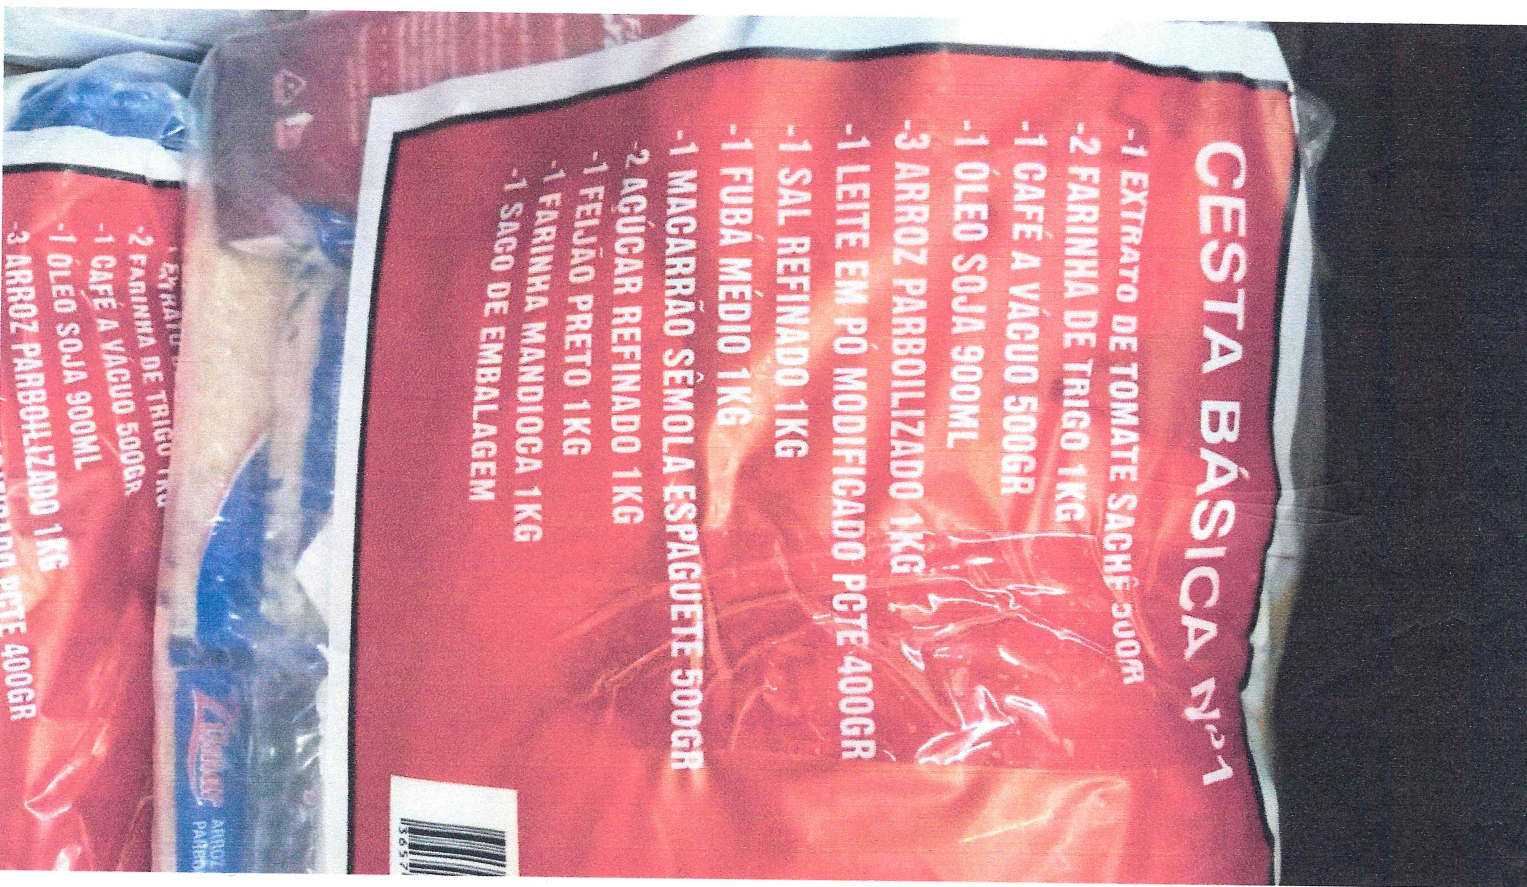 CESTA BÁSICA Nº1
-1 EXTRATO DE TOMATE SACHÊ
-2 FARINHA DE TRIGO 1KG
-1 CAFÉ A VÁCUO 500GR
-1 ÓLEO SOJA 900ML
-3 ARROZ PARBOILIZADO 1KG
-1 LEITE EM PÓ MODIFICADO PCTE 400GR
-1 SAL REFINADO 1KG
-1 FUBÁ MÉDIO 1KG
-1 MACARRÃO SÊMOLA ESPAGUETE 500GR
-2 AÇÚCAR REFINADO 1KG
-1 FEIJÃO PRETO 1KG
-1 FARINHA MANDIOCA 1KG
-1 SACO DE EMBALAGEM
3657
-2 FARINHA DE TRIGO 1KG
-1 CAFÉ A VÁCUO 500GR
-1 ÓLEO SOJA 900ML
-3 ARROZ PARBOILIZADO 1KG
PCTE 400GR
ARROZ
PARBO